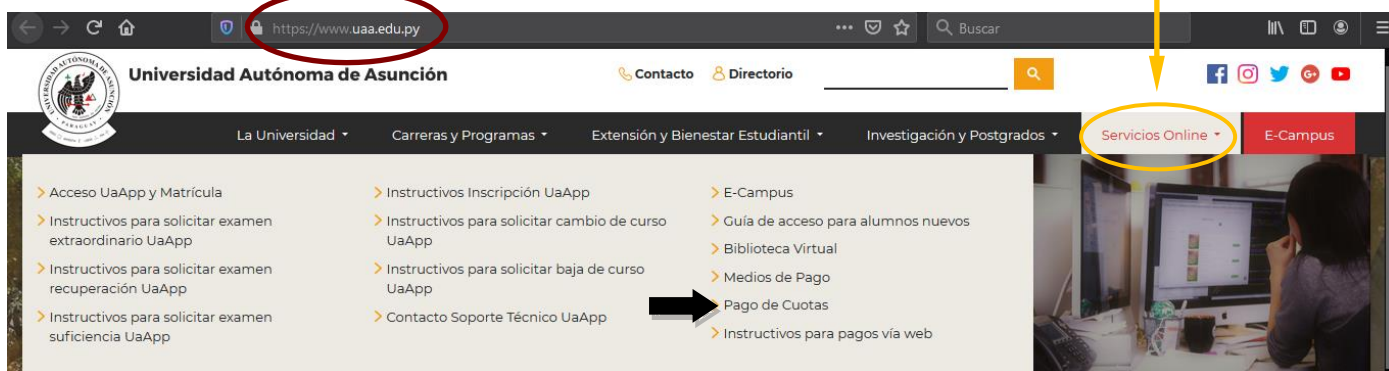 https://www.uaa.edu.py
Buscar
Universidad Autónoma de Asunción
Contacto
Directorio
La Universidad
Carreras y Programas
Extensión y Bienestar Estudiantil
Investigación y Postgrados
Servicios Online
E-Campus
Acceso UaApp y Matrícula
Instructivos para solicitar examen
extraordinario UaApp
Instructivos para solicitar examen
recuperación UaApp
Instructivos para solicitar examen
suficiencia UaApp
Instructivos Inscripción UaApp
Instructivos para solicitar cambio de curso
UaApp
Instructivos para solicitar baja de curso
UaApp
Contacto Soporte Técnico UaApp
E-Campus
Guía de acceso para alumnos nuevos
Biblioteca Virtual
Medios de Pago
Pago de Cuotas
Instructivos para pagos vía web